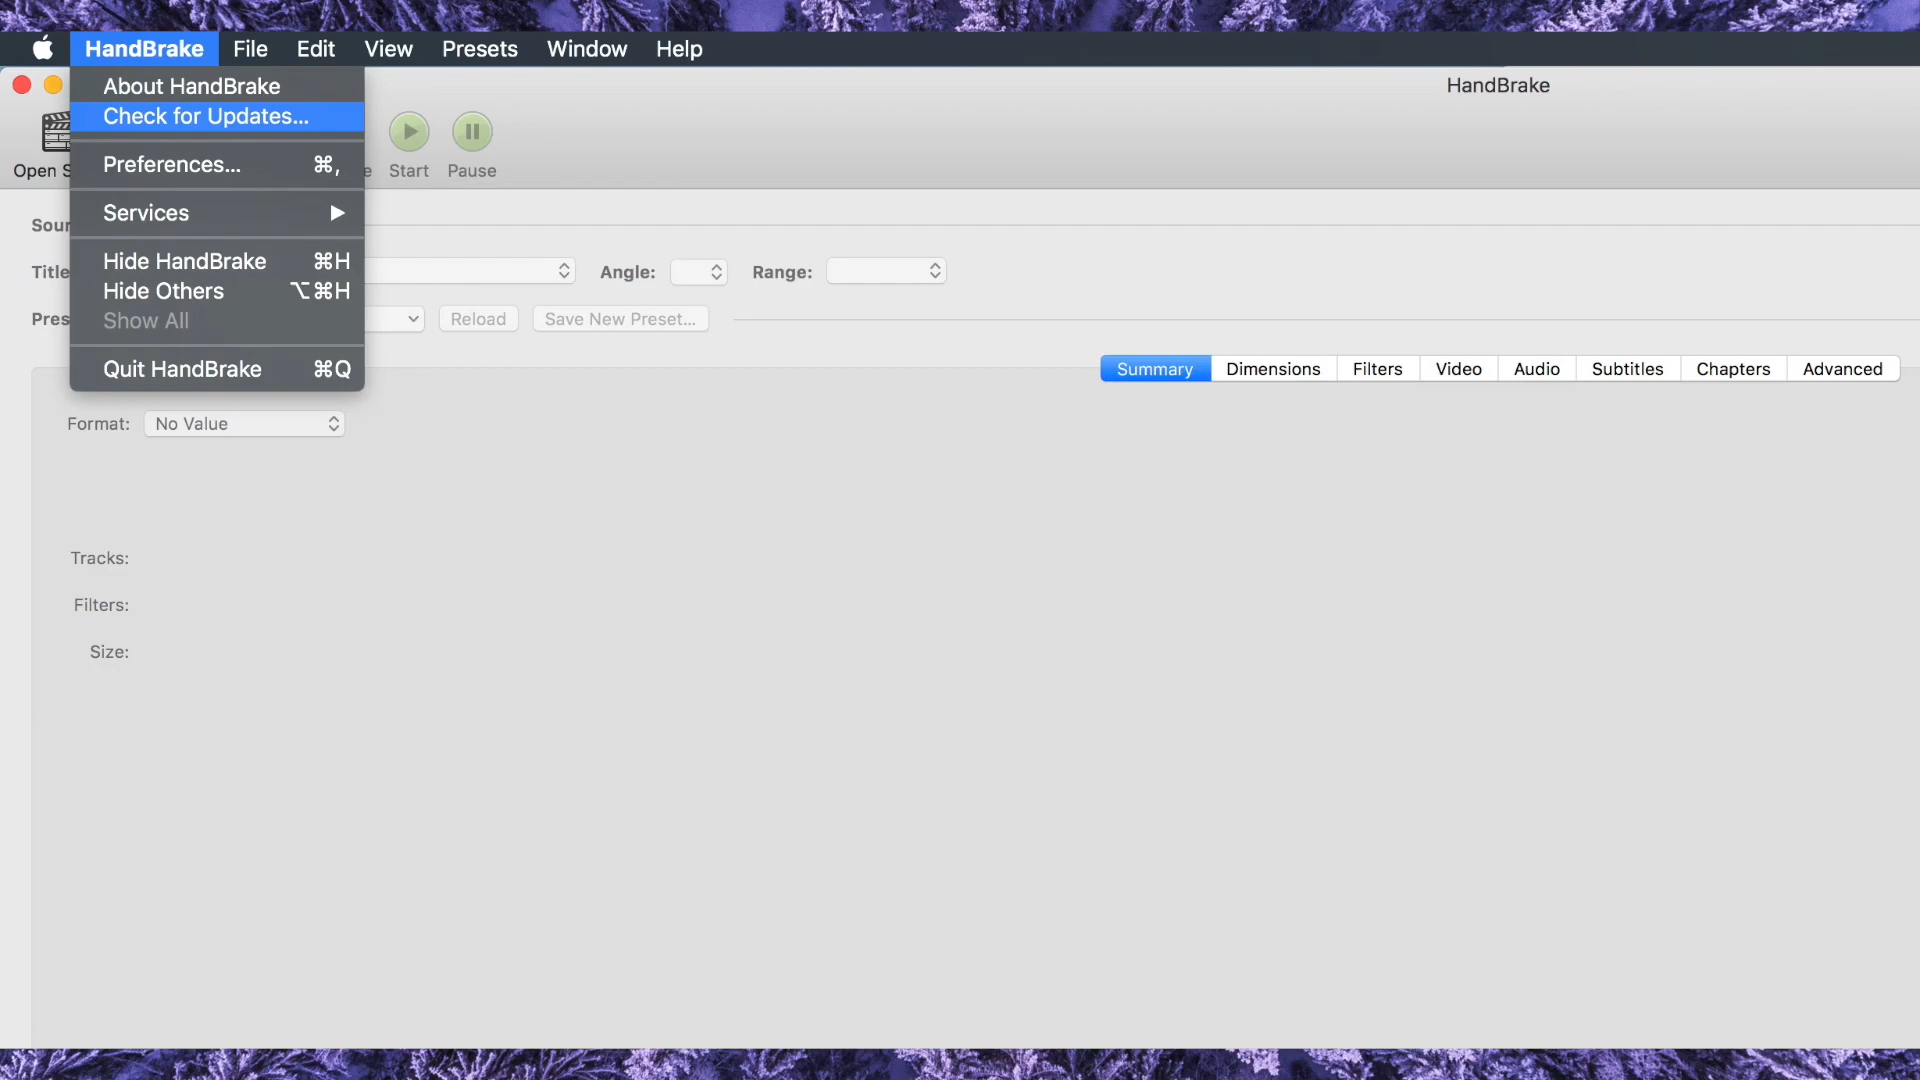 HandBrake File Edit View Presets Window Help
HandBrake
About HandBrake
Check for Updates...
Open S
e Start Pause
Preferences... ⌘,
Services ▶
Sour
Hide HandBrake ⌘H
Title
Angle: Range:
Hide Others ⌥⌘H
Show All
Pres
Reload Save New Preset...
Quit HandBrake ⌘Q
Summary Dimensions Filters Video Audio Subtitles Chapters Advanced
Format: No Value
Tracks:
Filters:
Size: